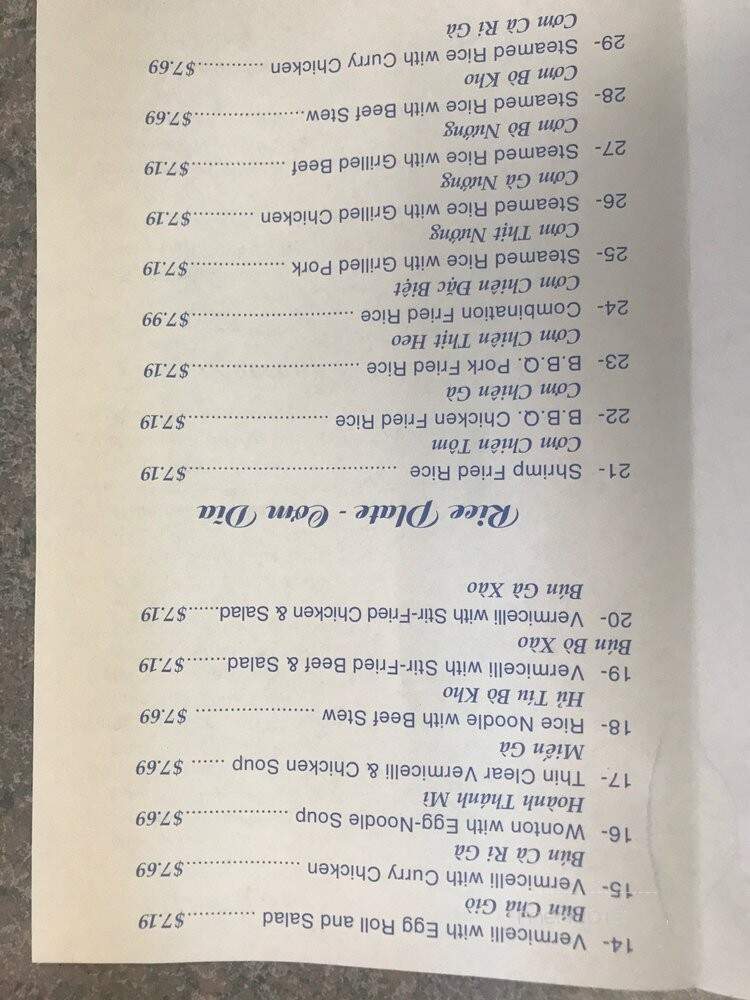 14- Vermicelli with Egg Roll and Salad ............$7.19
Bún Chả Giò
15- Vermicelli with Curry Chicken ....................$7.69
Bún Cà Ri Gà
16- Wonton with Egg-Noodle Soup ..................$7.69
Hoành Thánh Mì
17- Thin Clear Vermicelli & Chicken Soup ...... $7.69
Miến Gà
18- Rice Noodle with Beef Stew ..................... $7.69
Hủ Tíu Bò Kho
19- Vermicelli with Stir-Fried Beef & Salad.......$7.19
Bún Bò Xào
20- Vermicelli with Stir-Fried Chicken & Salad......$7.19
Bún Gà Xào
Rice Plate - Cơm Dĩa
21- Shrimp Fried Rice .....................................$7.19
Cơm Chiên Tôm
22- B.B.Q. Chicken Fried Rice .........................$7.19
Cơm Chiên Gà
23- B.B.Q. Pork Fried Rice ..............................$7.19
Cơm Chiên Thịt Heo
24- Combination Fried Rice .............................$7.99
Cơm Chiên Đặc Biệt
25- Steamed Rice with Grilled Pork .................$7.19
Cơm Thịt Nướng
26- Steamed Rice with Grilled Chicken ...........$7.19
Cơm Gà Nướng
27- Steamed Rice with Grilled Beef .................$7.19
Cơm Bò Nướng
28- Steamed Rice with Beef Stew....................$7.69
Cơm Bò Kho
29- Steamed Rice with Curry Chicken ............$7.69
Cơm Cà Ri Gà